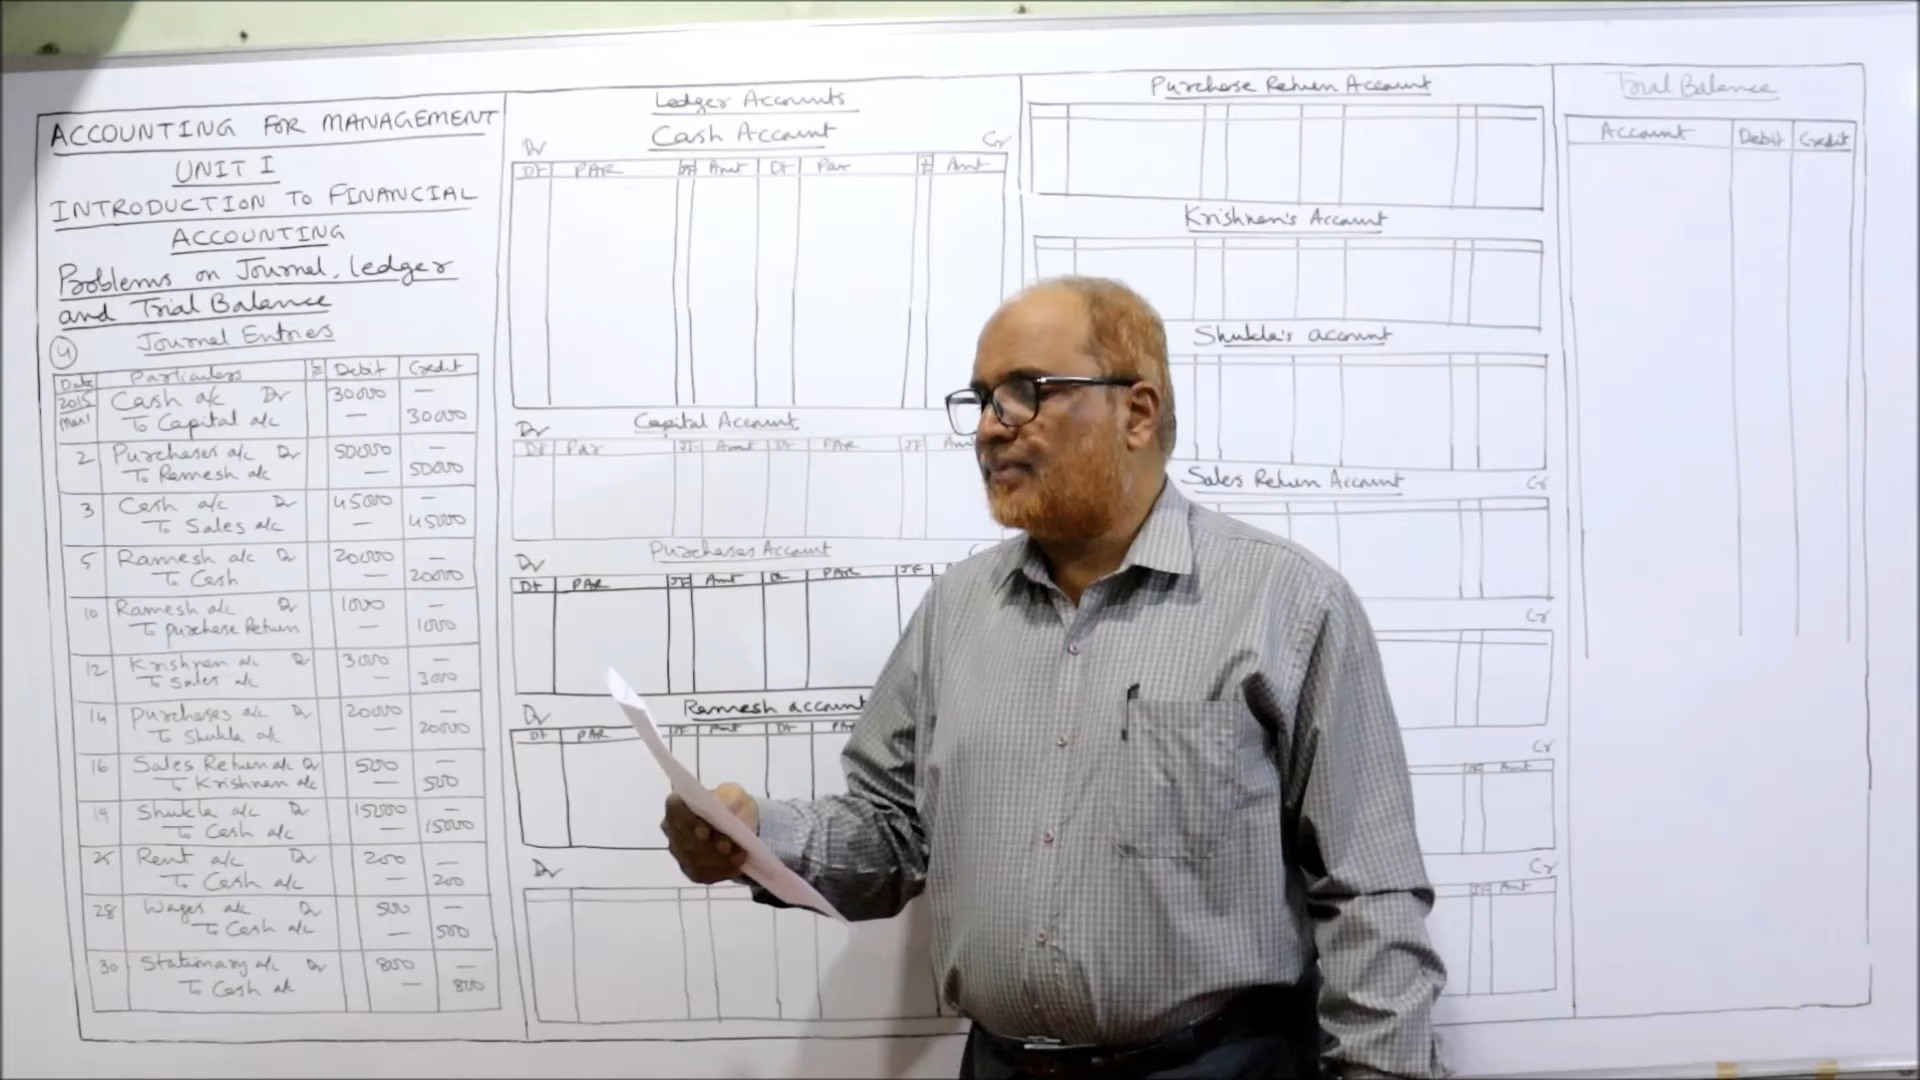 ACCOUNTING FOR MANAGEMENT
UNIT I
INTRODUCTION TO FINANCIAL
ACCOUNTING
Problems on Journal, ledger
and Trial Balance
4 Journal Entries
Date Particulars Debit Credit
2015 Cash a/c Dr 30000 —
Mar 1 To Capital a/c — 30000
2 Purchases a/c Dr 50000 —
To Ramesh a/c — 50000
3 Cash a/c Dr 45000 —
To Sales a/c — 45000
5 Ramesh a/c Dr 20000 —
To Cash — 20000
10 Ramesh a/c Dr 1000 —
To purchase Return — 1000
12 Krishnan a/c Dr 3000 —
To Sales a/c — 3000
14 Purchases a/c Dr 20000 —
To Shukla a/c — 20000
16 Sales Return a/c Dr 500 —
To Krishnan a/c — 500
19 Shukla a/c Dr 15000 —
To Cash a/c — 15000
25 Rent a/c Dr 200 —
To Cash a/c — 200
28 Wages a/c Dr 500 —
To Cash a/c — 500
30 Stationary a/c Dr 800 —
To Cash a/c — 800
Ledger Accounts
Cash Account
Dr Cr
Dt PAR JF Amt Dt Par JF Amt
Capital Account
Dr
Dt Par JF Amt Dt PAR JF Am
Purchases Account
Dr
Dt PAR JF Amt Dt PAR JF
Ramesh account
Dr
Dt PAR JF Amt Dt
Dr
Purchase Return Account
Krishnan's Account
Shukla's account
Sales Return Account Cr
Cr
Cr
JF Amt
Cr
JF Amt
Trial Balance
Account Debit Credit